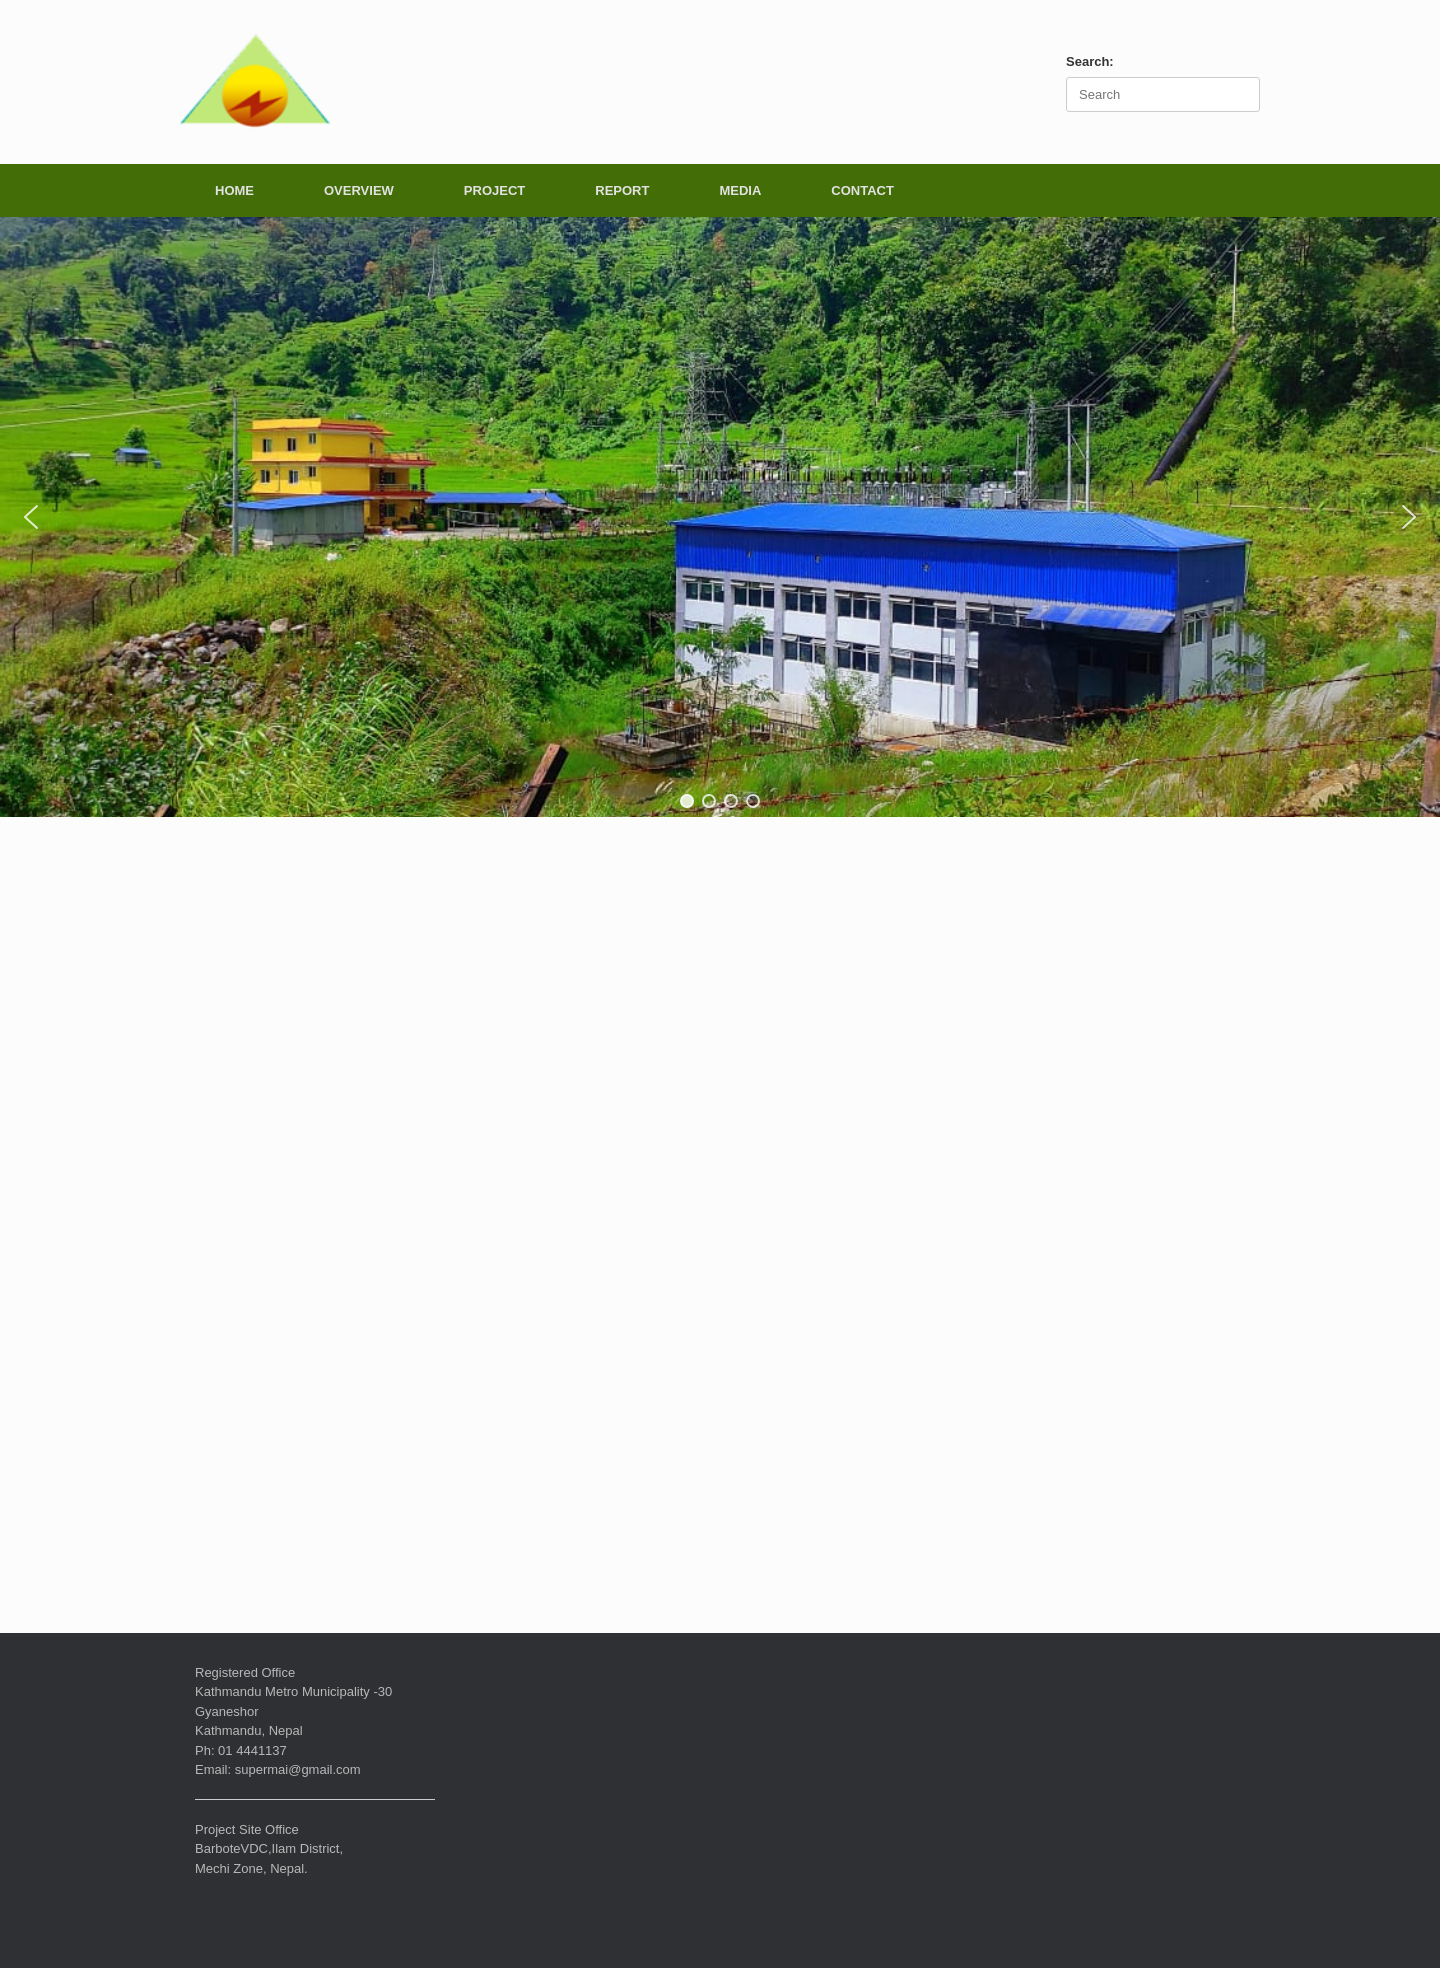 Search:
Search
HOME
OVERVIEW
PROJECT
REPORT
MEDIA
CONTACT
Registered Office
Kathmandu Metro Municipality -30
Gyaneshor
Kathmandu, Nepal
Ph: 01 4441137
Email: supermai@gmail.com
Project Site Office
BarboteVDC,Ilam District,
Mechi Zone, Nepal.